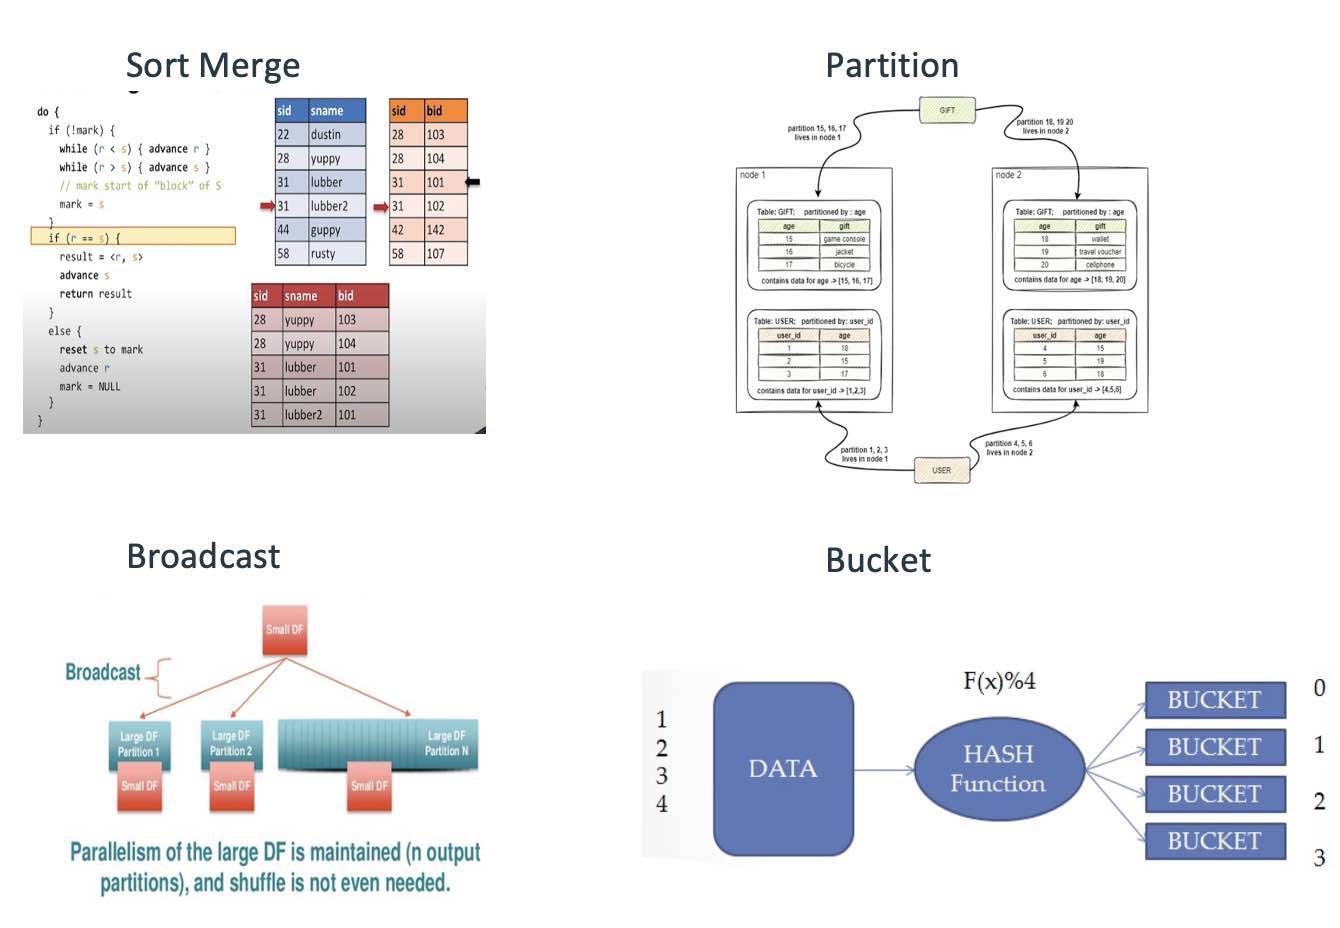 Sort Merge
do {
if (!mark) {
while (r < s) { advance r }
while (r > s) { advance s }
// mark start of "block" of S
mark = s
}
if (r == s) {
result = <r, s>
advance s
return result
}
else {
reset s to mark
advance r
mark = NULL
}
}
sid sname
22 dustin
28 yuppy
31 lubber
31 lubber2
44 guppy
58 rusty
sid bid
28 103
28 104
31 101
31 102
42 142
58 107
sid sname bid
28 yuppy 103
28 yuppy 104
31 lubber 101
31 lubber 102
31 lubber2 101
Partition
GIFT
partition 15, 16, 17
lives in node 1
partition 18, 19 20
lives in node 2
node 1
Table: GIFT; partitioned by : age
age gift
15 game console
16 jacket
17 bicycle
contains data for age -> [15, 16, 17]
Table: USER; partitioned by: user_id
user_id age
1 18
2 15
3 17
contains data for user_id -> [1,2,3]
node 2
Table: GIFT; partitioned by : age
age gift
18 wallet
19 travel voucher
20 cellphone
contains data for age -> [18, 19, 20]
Table: USER; partitioned by: user_id
user_id age
4 15
5 19
6 18
contains data for user_id -> [4,5,6]
partition 1, 2, 3
lives in node 1
partition 4, 5, 6
lives in node 2
USER
Broadcast
Small DF
Broadcast
Large DF
Partition 1
Small DF
Large DF
Partition 2
Small DF
Large DF
Partition N
Small DF
Parallelism of the large DF is maintained (n output
partitions), and shuffle is not even needed.
Bucket
1
2
3
4
DATA
F(x)%4
HASH
Function
BUCKET 0
BUCKET 1
BUCKET 2
BUCKET 3